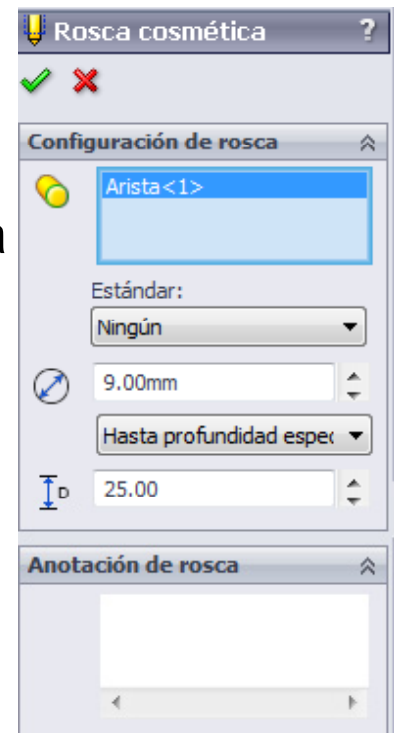 Rosca cosmética ?
Configuración de rosca
Arista<1>
Estándar:
Ningún
9.00mm
Hasta profundidad espec
D 25.00
Anotación de rosca